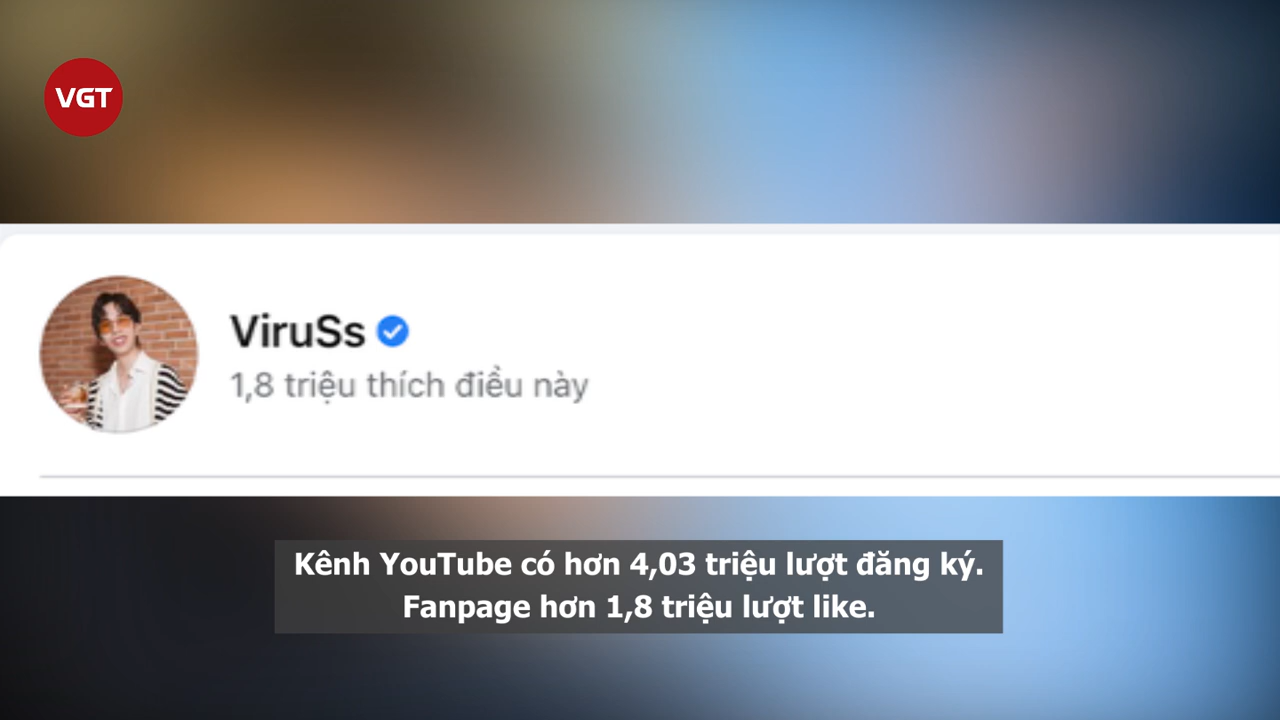 VGT
ViruSs
1,8 triệu thích điều này
Kênh YouTube có hơn 4,03 triệu lượt đăng ký.
Fanpage hơn 1,8 triệu lượt like.